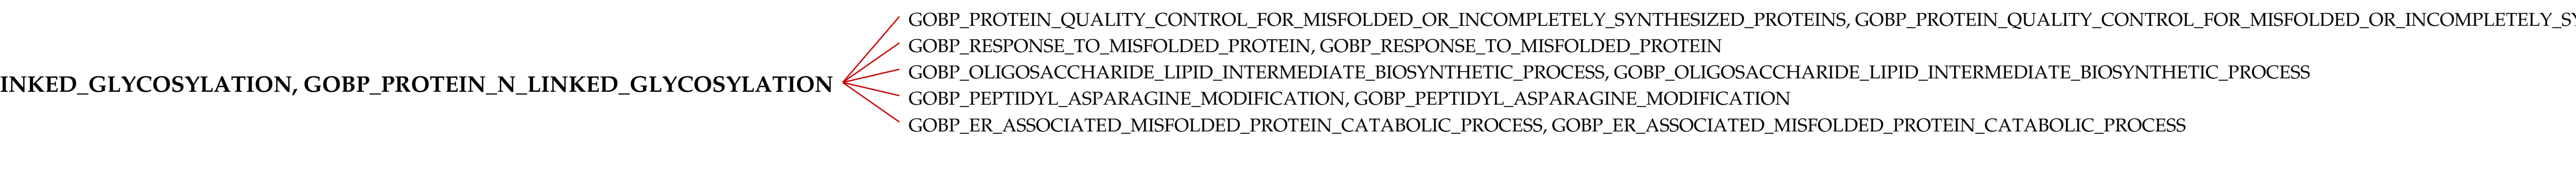 GOBP_PROTEIN_QUALITY_CONTROL_FOR_MISFOLDED_OR_INCOMPLETELY_SYNTHESIZED_PROTEINS, GOBP_PROTEIN_QUALITY_CONTROL_FOR_MISFOLDED_OR_INCOMPLETELY_SY
GOBP_RESPONSE_TO_MISFOLDED_PROTEIN, GOBP_RESPONSE_TO_MISFOLDED_PROTEIN
GOBP_OLIGOSACCHARIDE_LIPID_INTERMEDIATE_BIOSYNTHETIC_PROCESS, GOBP_OLIGOSACCHARIDE_LIPID_INTERMEDIATE_BIOSYNTHETIC_PROCESS
INKED_GLYCOSYLATION, GOBP_PROTEIN_N_LINKED_GLYCOSYLATION
GOBP_PEPTIDYL_ASPARAGINE_MODIFICATION, GOBP_PEPTIDYL_ASPARAGINE_MODIFICATION
GOBP_ER_ASSOCIATED_MISFOLDED_PROTEIN_CATABOLIC_PROCESS, GOBP_ER_ASSOCIATED_MISFOLDED_PROTEIN_CATABOLIC_PROCESS